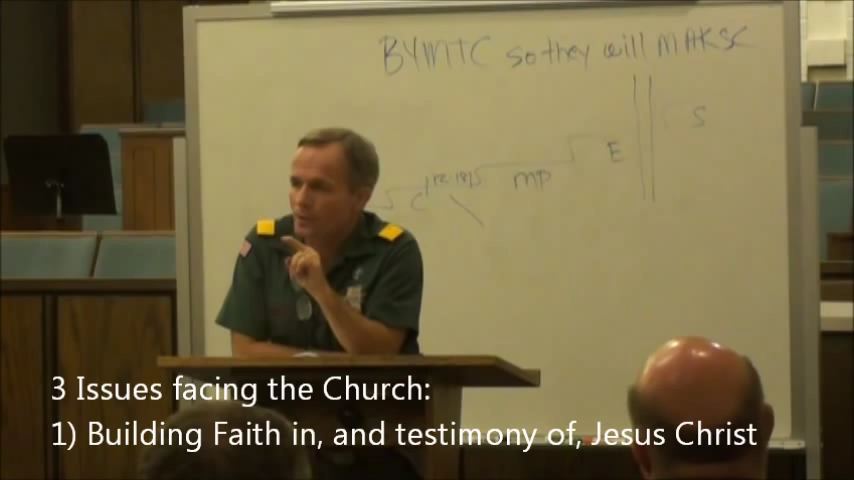 BYMTC so they will MAKSC
S
E
MP
C
3 Issues facing the Church:
1) Building Faith in, and testimony of, Jesus Christ